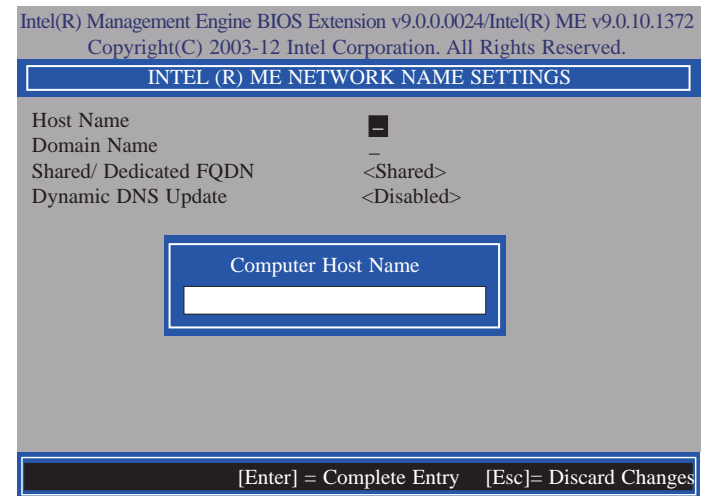 Intel(R) Management Engine BIOS Extension v9.0.0.0024/Intel(R) ME v9.0.10.1372
Copyright(C) 2003-12 Intel Corporation. All Rights Reserved.
INTEL (R) ME NETWORK NAME SETTINGS
Host Name _
Domain Name _
Shared/ Dedicated FQDN <Shared>
Dynamic DNS Update <Disabled>
Computer Host Name
[Enter] = Complete Entry [Esc]= Discard Changes